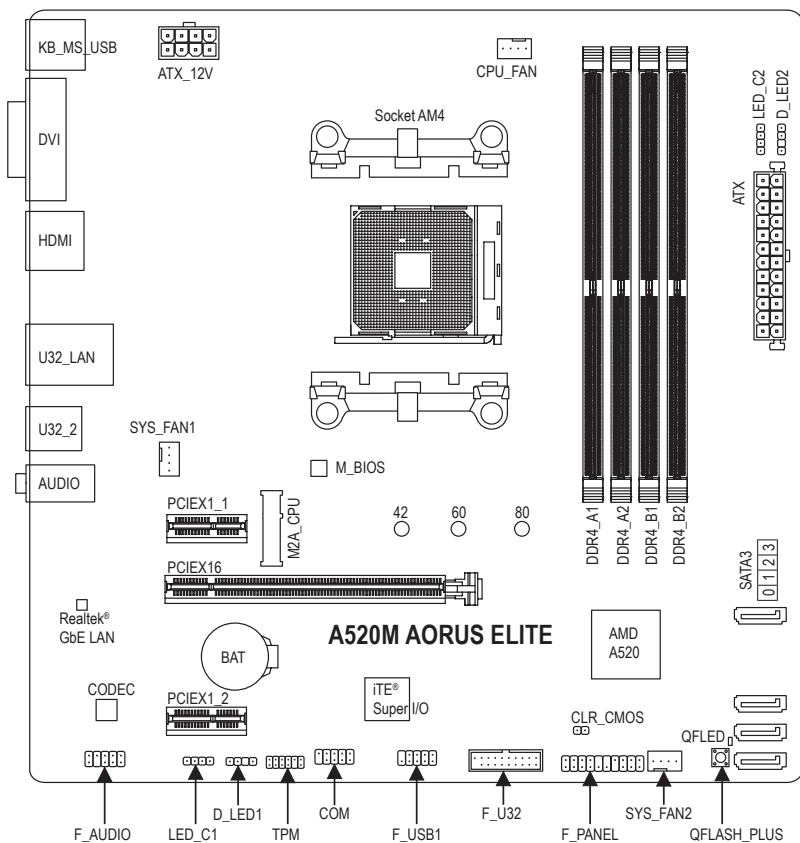 KB_MS_USB
ATX_12V
CPU_FAN
LED_C2
D_LED2
DVI
Socket AM4
ATX
HDMI
U32_LAN
U32_2
SYS_FAN1
AUDIO
M_BIOS
PCIEX1_1
M2A_CPU
42
60
80
DDR4_A1
DDR4_A2
DDR4_B1
DDR4_B2
SATA3
0 1 2 3
PCIEX16
Realtek®
GbE LAN
A520M AORUS ELITE
AMD
A520
BAT
CODEC
PCIEX1_2
iTE®
Super I/O
CLR_CMOS
QFLED
F_AUDIO
LED_C1
D_LED1
TPM
COM
F_USB1
F_U32
F_PANEL
SYS_FAN2
QFLASH_PLUS